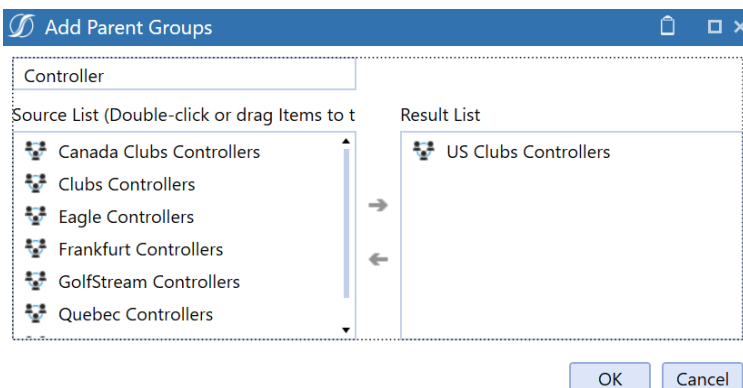 Add Parent Groups
Controller
Source List (Double-click or drag Items to t
Result List
Canada Clubs Controllers
Clubs Controllers
Eagle Controllers
Frankfurt Controllers
GolfStream Controllers
Quebec Controllers
US Clubs Controllers
OK
Cancel